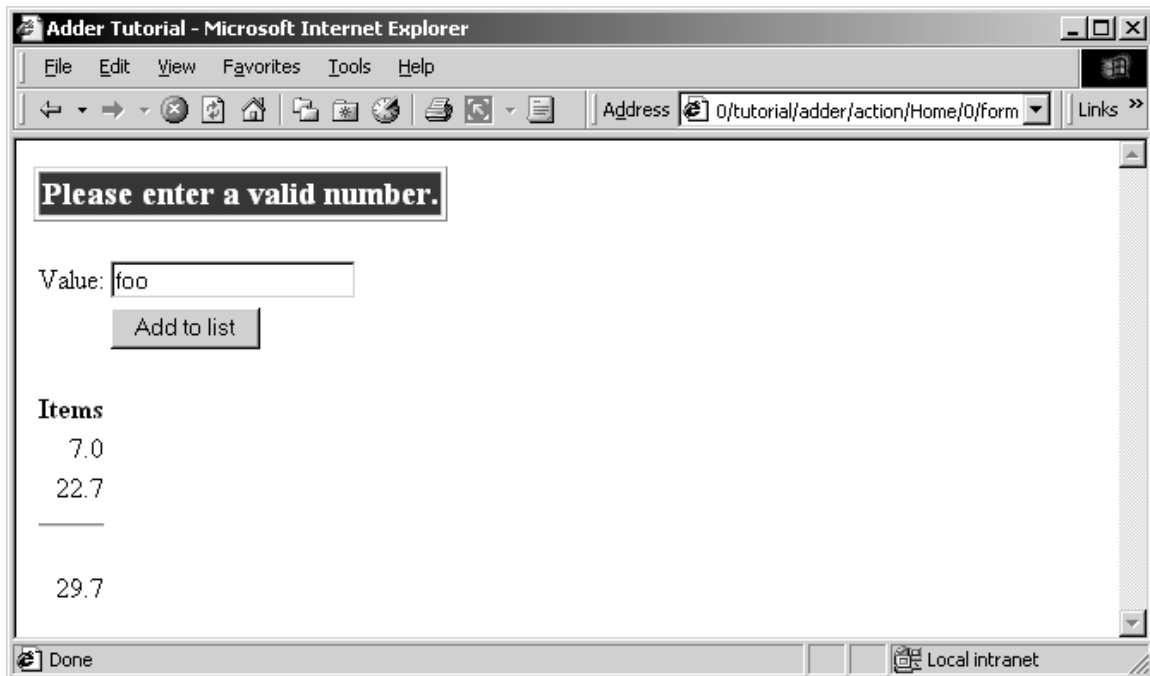 Adder Tutorial - Microsoft Internet Explorer
File Edit View Favorites Tools Help
Address 0/tutorial/adder/action/Home/0/form Links »
Please enter a valid number.
Value: foo
Add to list
Items
7.0
22.7
29.7
Done Local intranet